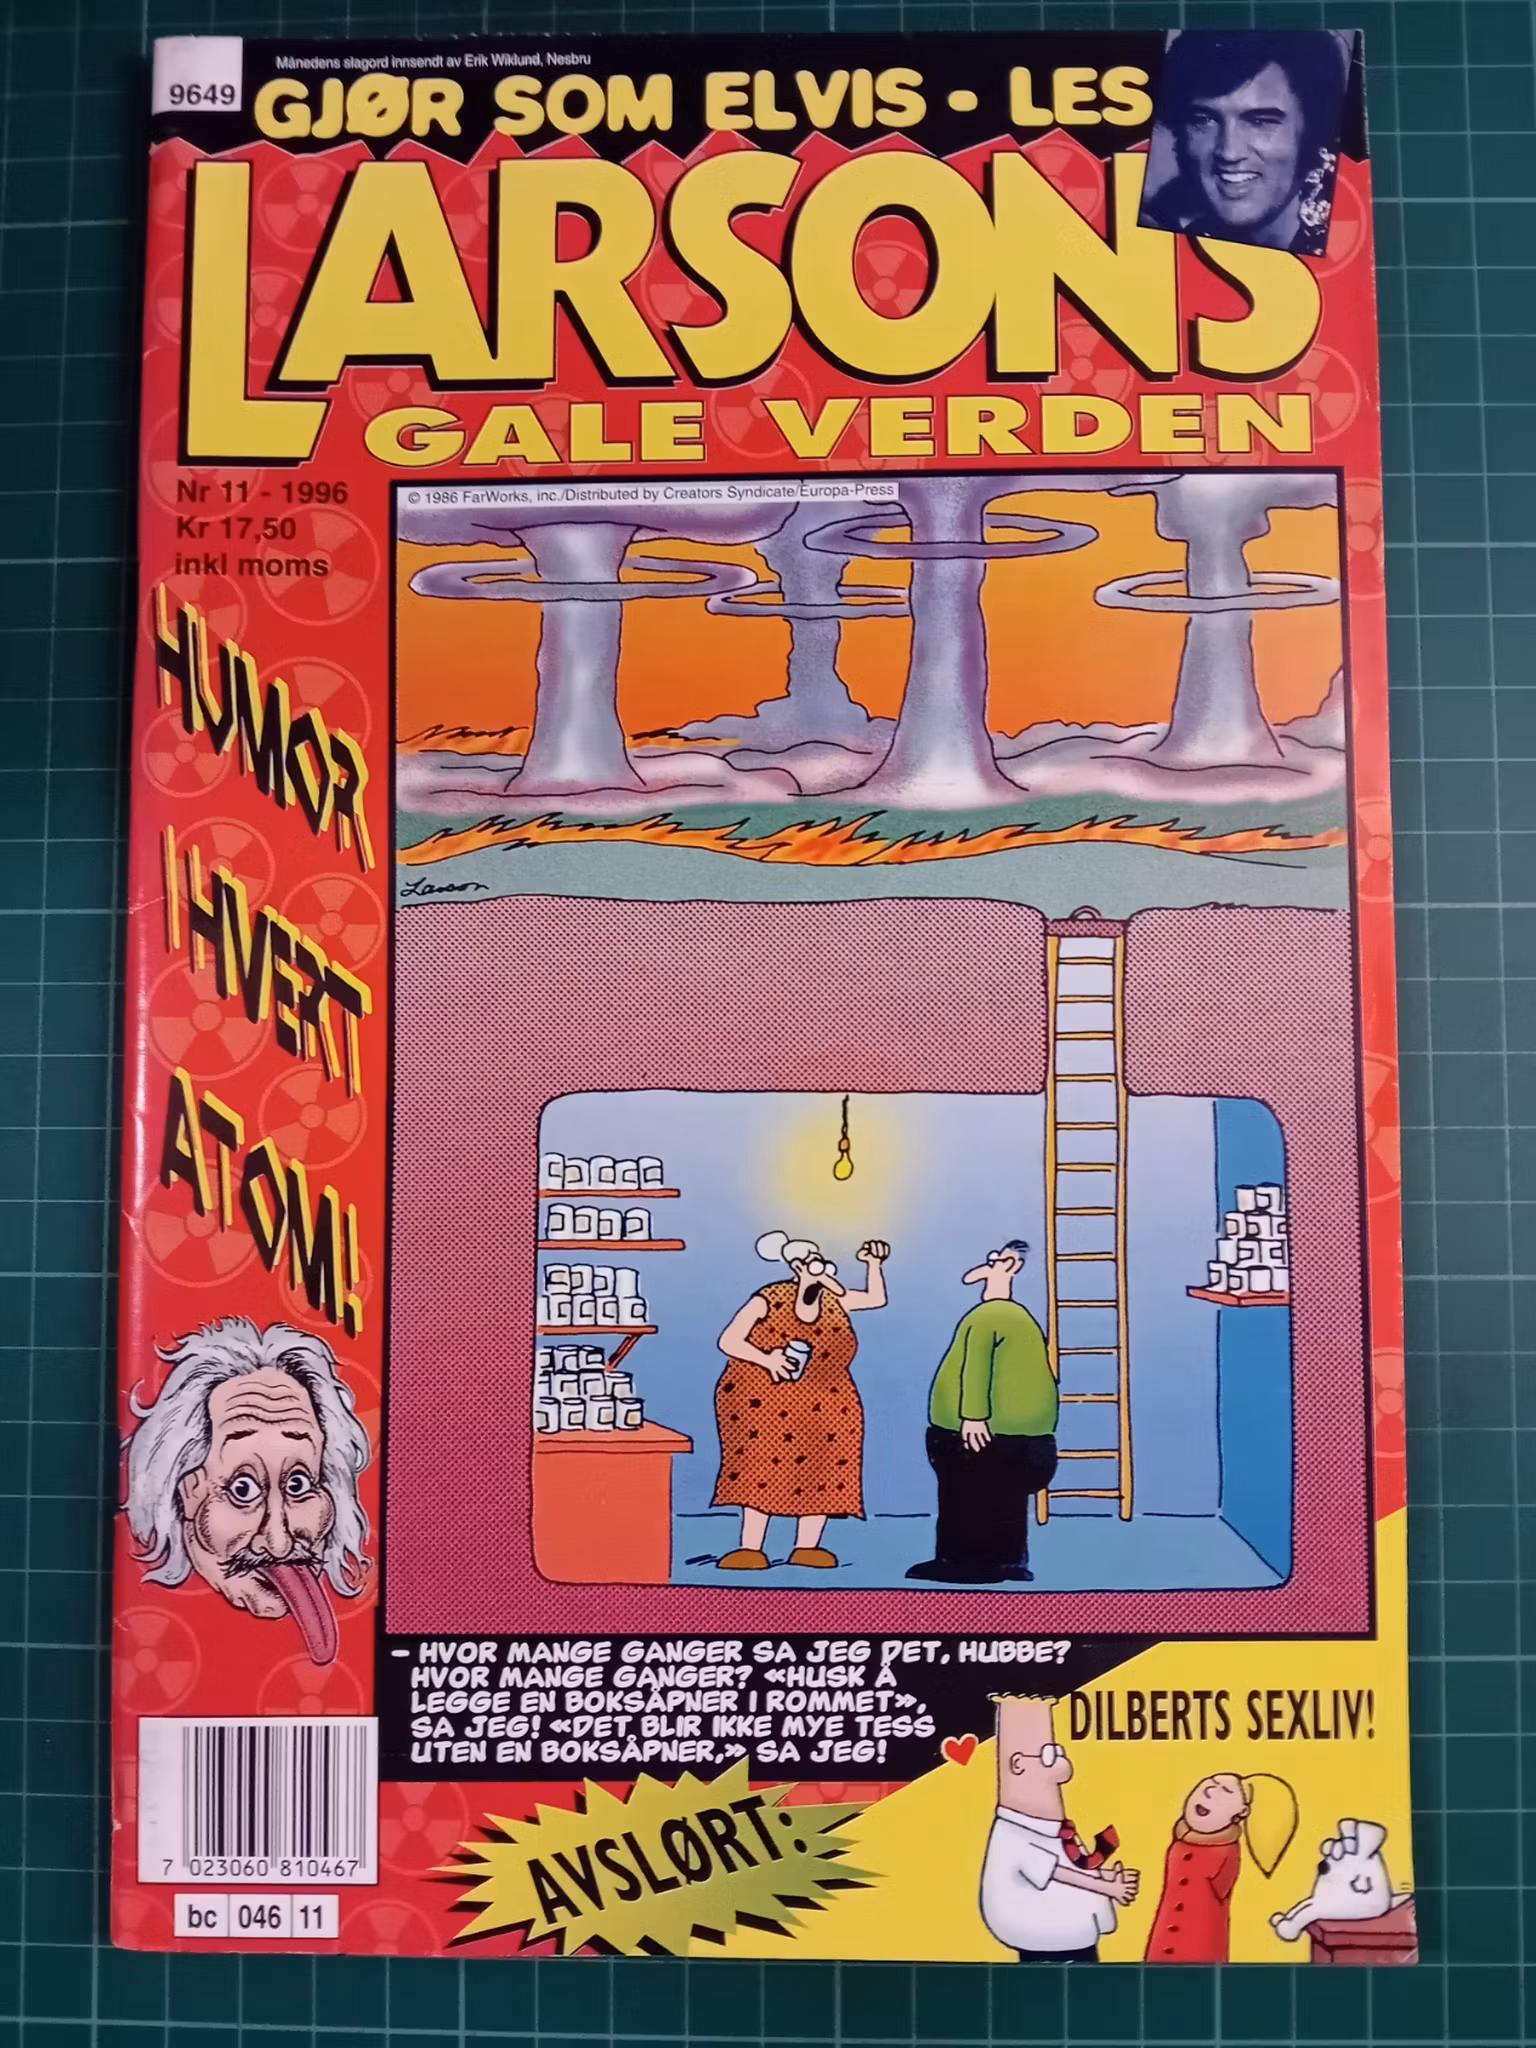 9649
Månedens slagord innsendt av Erik Wiklund, Nesbru
GJØR SOM ELVIS - LES
LARSONS
GALE VERDEN
Nr 11 - 1996
Kr 17,50
inkl moms
© 1986 FarWorks, inc./Distributed by Creators Syndicate/Europa-Press
HUMOR
I HVERT
ATOM!
Larson
- HVOR MANGE GANGER SA JEG DET, HUBBE?
HVOR MANGE GANGER? «HUSK Å
LEGGE EN BOKSÅPNER I ROMMET»,
SA JEG! «DET BLIR IKKE MYE TESS
UTEN EN BOKSÅPNER,» SA JEG!
AVSLØRT:
DILBERTS SEXLIV!
7 023060 810467
bc 046 11